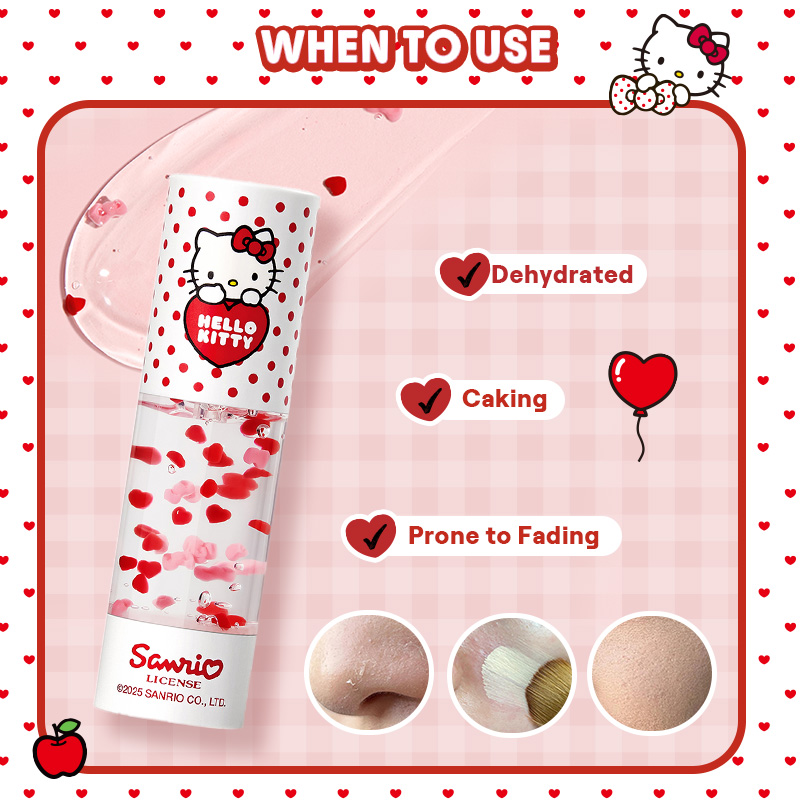 WHEN TO USE
HELLO
KITTY
Dehydrated
Caking
Prone to Fading
Sanrio
LICENSE
©2025 SANRIO CO., LTD.